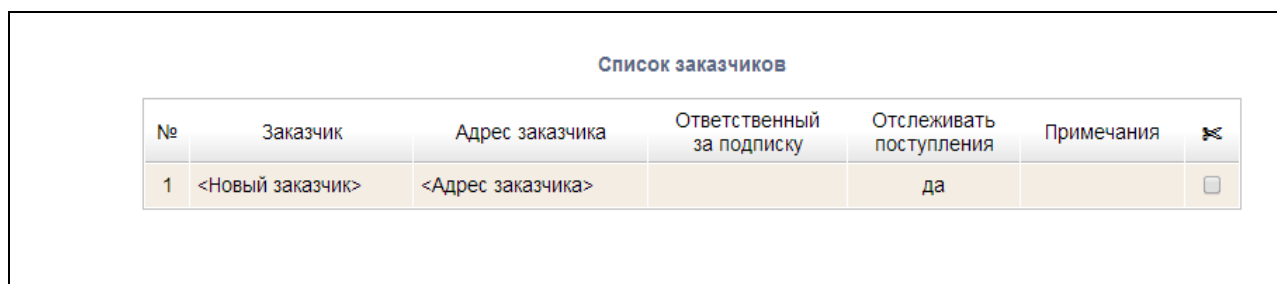 Список заказчиков
№ Заказчик Адрес заказчика Ответственный за подписку Отслеживать поступления Примечания ✄
1 <Новый заказчик> <Адрес заказчика> да